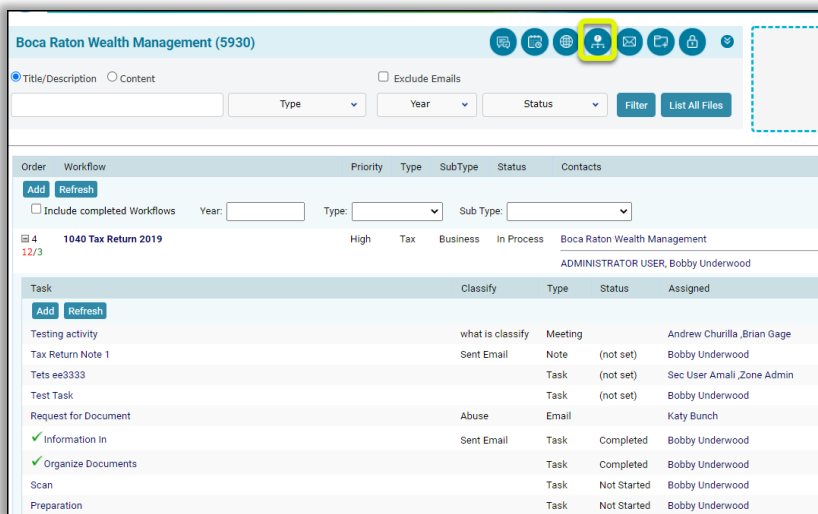 Boca Raton Wealth Management (5930)
Title/Description Content Exclude Emails
Type Year Status Filter List All Files
Order Workflow Priority Type SubType Status Contacts
Add Refresh
Include completed Workflows Year: Type: Sub Type:
4 1040 Tax Return 2019 High Tax Business In Process Boca Raton Wealth Management
12/3
ADMINISTRATOR USER, Bobby Underwood
Task Classify Type Status Assigned
Add Refresh
Testing activity what is classify Meeting Andrew Churilla ,Brian Gage
Tax Return Note 1 Sent Email Note (not set) Bobby Underwood
Tets ee3333 Task (not set) Sec User Amali ,Zone Admin
Test Task Task (not set) Bobby Underwood
Request for Document Abuse Email Katy Bunch
Information In Sent Email Task Completed Bobby Underwood
Organize Documents Task Completed Bobby Underwood
Scan Task Not Started Bobby Underwood
Preparation Task Not Started Bobby Underwood